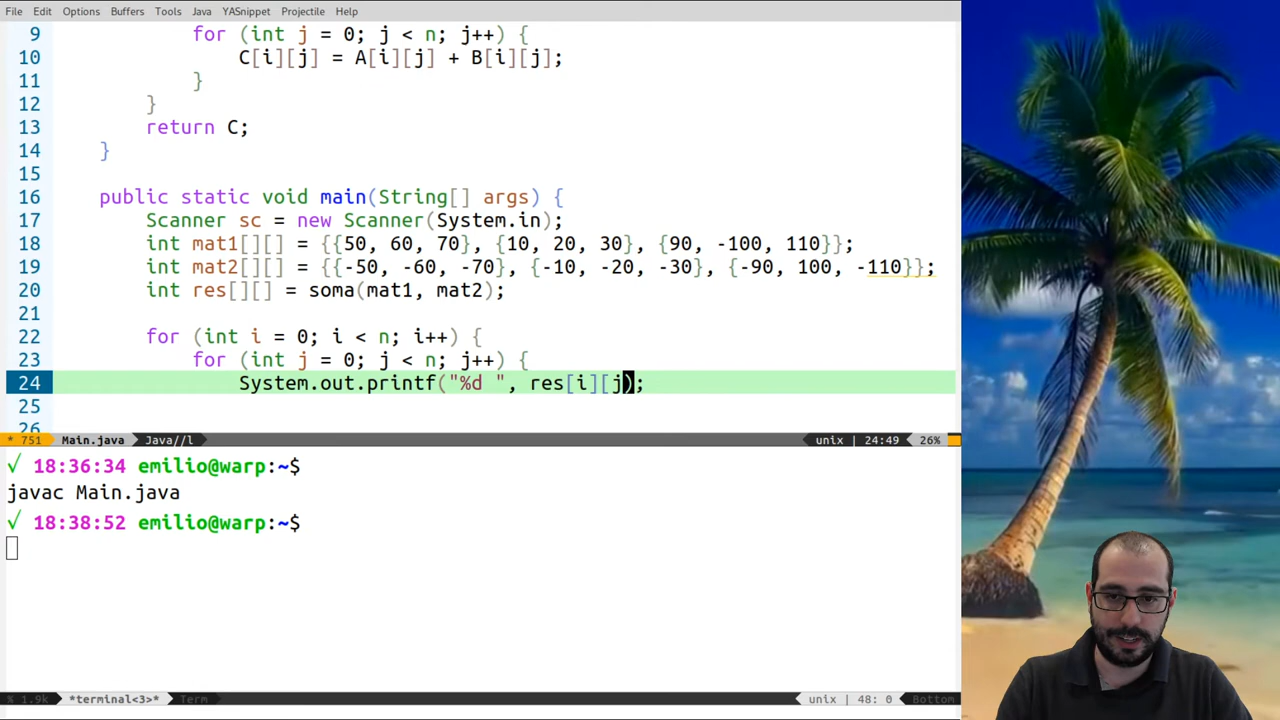 File Edit Options Buffers Tools Java YASnippet Projectile Help
9 for (int j = 0; j < n; j++) {
10 C[i][j] = A[i][j] + B[i][j];
11 }
12 }
13 return C;
14 }
15
16 public static void main(String[] args) {
17 Scanner sc = new Scanner(System.in);
18 int mat1[][] = {{50, 60, 70}, {10, 20, 30}, {90, -100, 110}};
19 int mat2[][] = {{-50, -60, -70}, {-10, -20, -30}, {-90, 100, -110}};
20 int res[][] = soma(mat1, mat2);
21
22 for (int i = 0; i < n; i++) {
23 for (int j = 0; j < n; j++) {
24 System.out.printf("%d ", res[i][j);
25
26
* 751 Main.java Java//l unix | 24:49 26%
√ 18:36:34 emilio@warp:~$
javac Main.java
√ 18:38:52 emilio@warp:~$
% 1.9k *terminal<3>* Term unix | 48: 0 Bottom